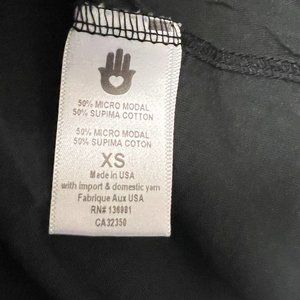 50% MICRO MODAL
50% SUPIMA COTTON
50% MICRO MODAL
50% SUPIMA COTON
XS
Made in USA
with import & domestic yarn
Fabrique Aux USA
RN# 136981
CA32350